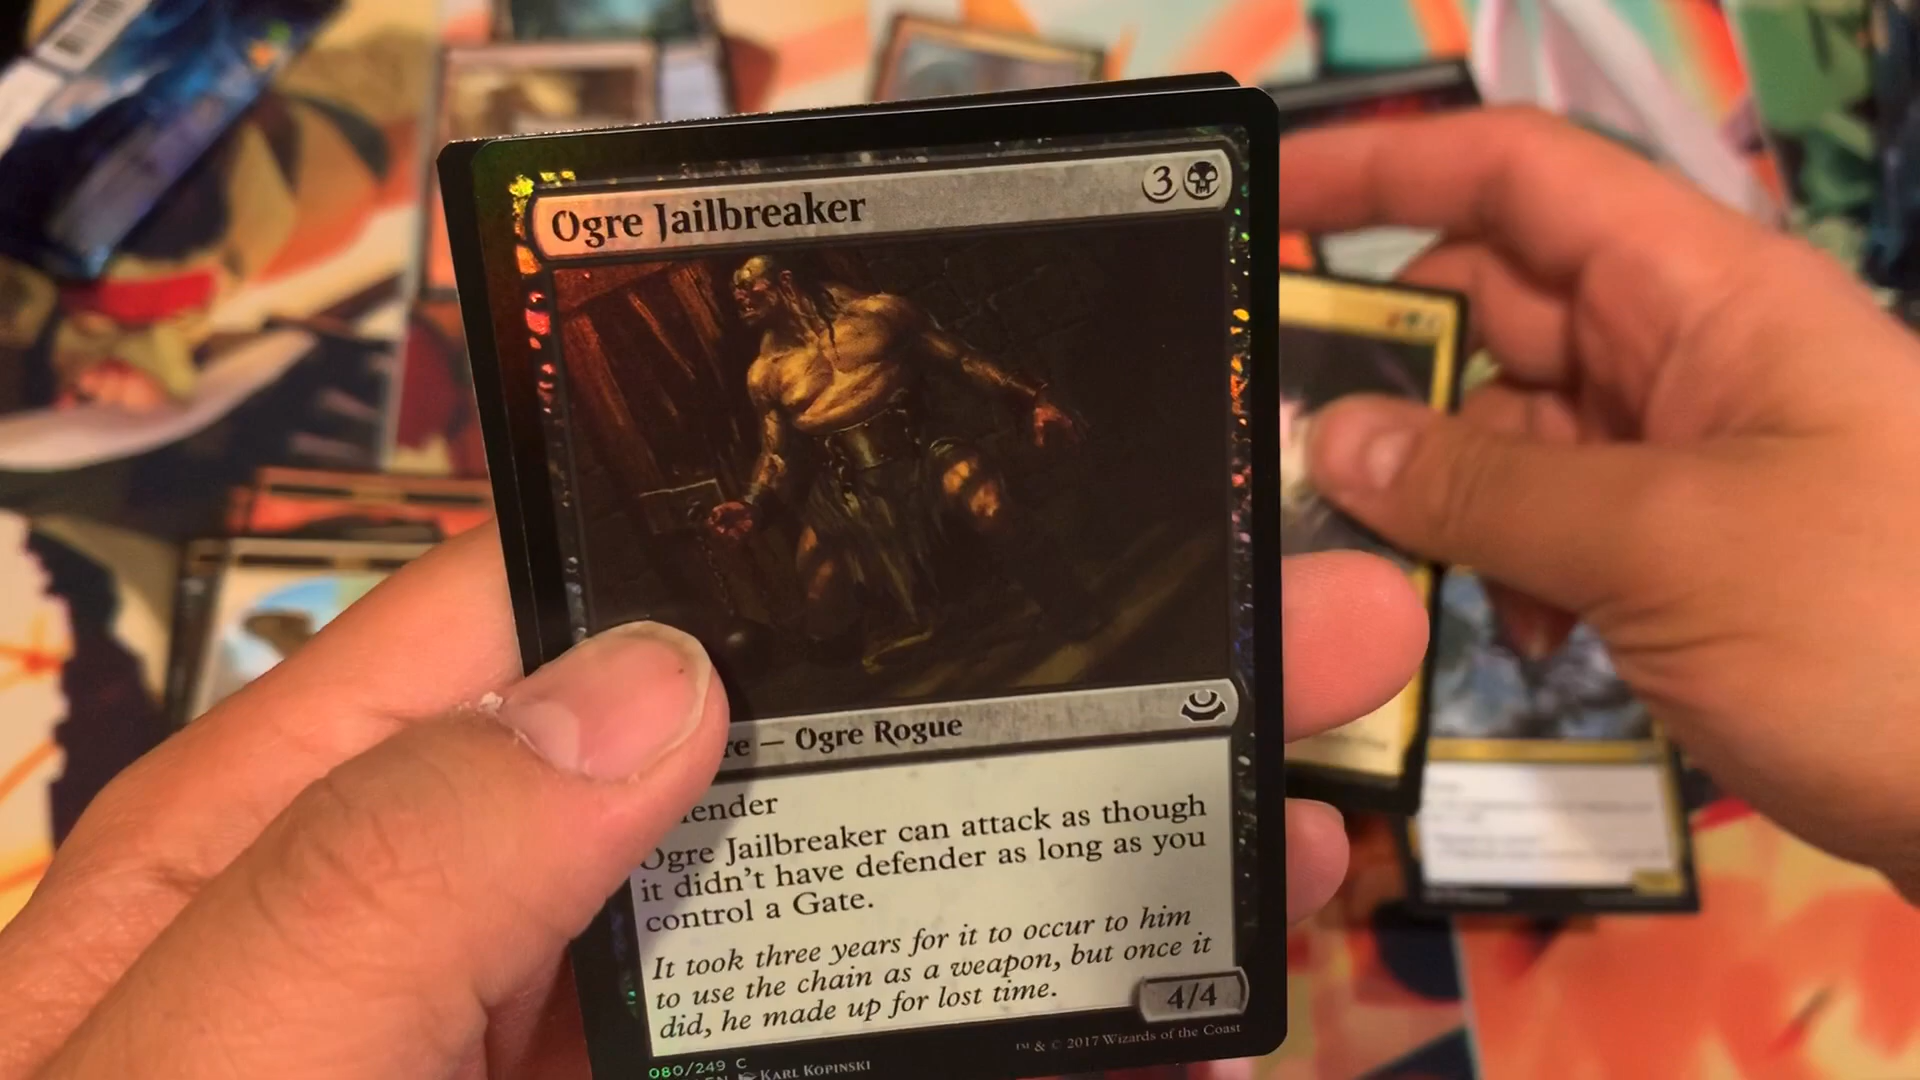 Ogre Jailbreaker 3
re — Ogre Rogue
ender
Ogre Jailbreaker can attack as though
it didn't have defender as long as you
control a Gate.
It took three years for it to occur to him
to use the chain as a weapon, but once it
did, he made up for lost time.
4/4
™ & © 2017 Wizards of the Coast
080/249 C
EN KARL KOPINSKI